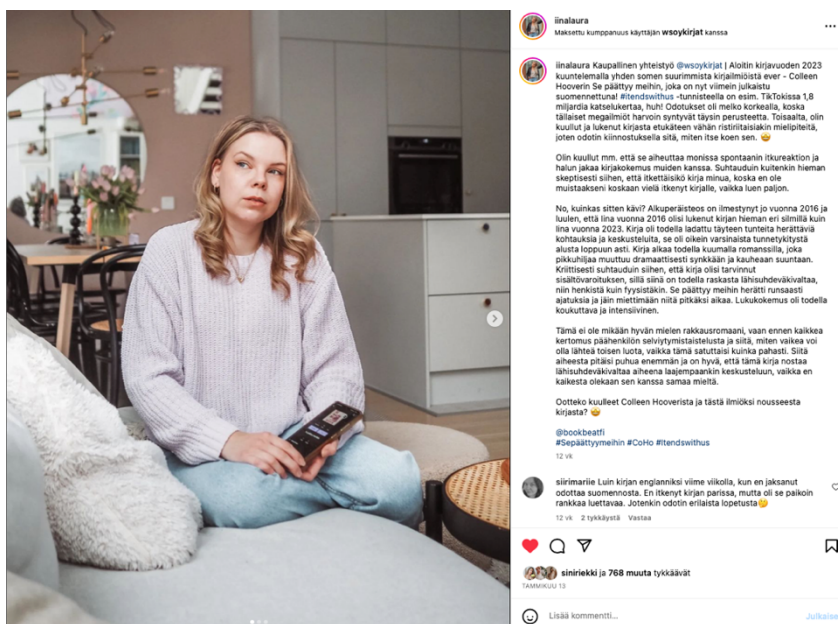 iinalaura
Maksettu kumppanuus käyttäjän wsoykirjat kanssa
iinalaura Kaupallinen yhteistyö @wsoykirjat | Aloitin kirjavuoden 2023
kuuntelemalla yhden somen suurimmista kirjailmiöistä ever - Colleen
Hooverin Se päättyy meihin, joka on nyt viimein julkaistu
suomennettuna! #itendswithus -tunnisteella on esim. TikTokissa 1,8
miljardia katselukertaa, huh! Odotukset oli melko korkealla, koska
tällaiset megailmiöt harvoin syntyvät täysin perusteetta. Toisaalta, olin
kuullut ja lukenut kirjasta etukäteen vähän ristiriitaisiakin mielipiteitä,
joten odotin kiinnostuksella sitä, miten itse koen sen. 🤩
Olin kuullut mm. että se aiheuttaa monissa spontaanin itkureaktion ja
halun jakaa kirjakokemus muiden kanssa. Suhtauduin kuitenkin hieman
skeptisesti siihen, että itkettäisikö kirja minua, koska en ole
muistaakseni koskaan vielä itkenyt kirjalle, vaikka luen paljon.
No, kuinkas sitten kävi? Alkuperäisteos on ilmestynyt jo vuonna 2016 ja
luulen, että Iina vuonna 2016 olisi lukenut kirjan hieman eri silmillä kuin
Iina vuonna 2023. Kirja oli todella ladattu täyteen tunteita herättäviä
kohtauksia ja keskusteluita, se oli oikein varsinaista tunnetykitystä
alusta loppuun asti. Kirja alkaa todella kuumalla romanssilla, joka
pikkuhiljaa muuttuu dramaattisesti synkkään ja kauheaan suuntaan.
Kriittisesti suhtauduin siihen, että kirja olisi tarvinnut
sisältövaroituksen, sillä siinä on todella raskasta lähisuhdeväkivaltaa,
niin henkistä kuin fyysistäkin. Se päättyy meihin herätti runsaasti
ajatuksia ja jäin miettimään niitä pitkäksi aikaa. Lukukokemus oli todella
koukuttava ja intensiivinen.
Tämä ei ole mikään hyvän mielen rakkausromaani, vaan ennen kaikkea
kertomus päähenkilön selviytymistaistelusta ja siitä, miten vaikea voi
olla lähteä toisen luota, vaikka tämä satuttaisi kuinka pahasti. Siitä
aiheesta pitäisi puhua enemmän ja on hyvä, että tämä kirja nostaa
lähisuhdeväkivaltaa aiheena laajempaankin keskusteluun, vaikka en
kaikesta olekaan sen kanssa samaa mieltä.
Ootteko kuulleet Colleen Hooverista ja tästä ilmiöksi nousseesta
kirjasta? 🤩
@bookbeatfi
#Sepäättyymeihin #CoHo #Itendswithus
12 vk
siirimariie Luin kirjan englanniksi viime viikolla, kun en jaksanut
odottaa suomennosta. En itkenyt kirjan parissa, mutta oli se paikoin
rankkaa luettavaa. Jotenkin odotin erilaista lopetusta🤔
12 vk 2 tykkäystä Vastaa
siniriekki ja 768 muuta tykkäävät
TAMMIKUU 13
Lisää kommentti... Julkaise